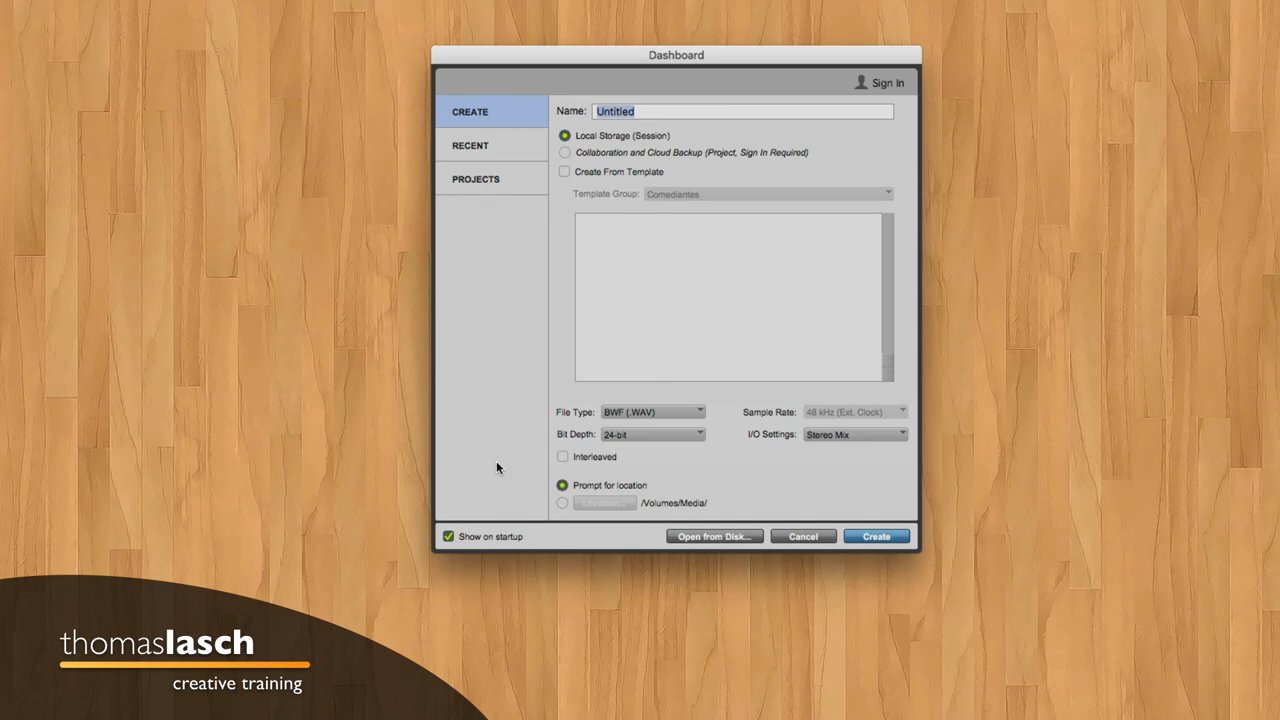 Dashboard
Sign In
CREATE
RECENT
PROJECTS
Name: Untitled
Local Storage (Session)
Collaboration and Cloud Backup (Project, Sign In Required)
Create From Template
Template Group: Comediantes
File Type: BWF (.WAV)
Sample Rate: 48 kHz (Ext. Clock)
Bit Depth: 24-bit
I/O Settings: Stereo Mix
Interleaved
Prompt for location
Location... /Volumes/Media/
Show on startup
Open from Disk...
Cancel
Create
thomaslasch
creative training